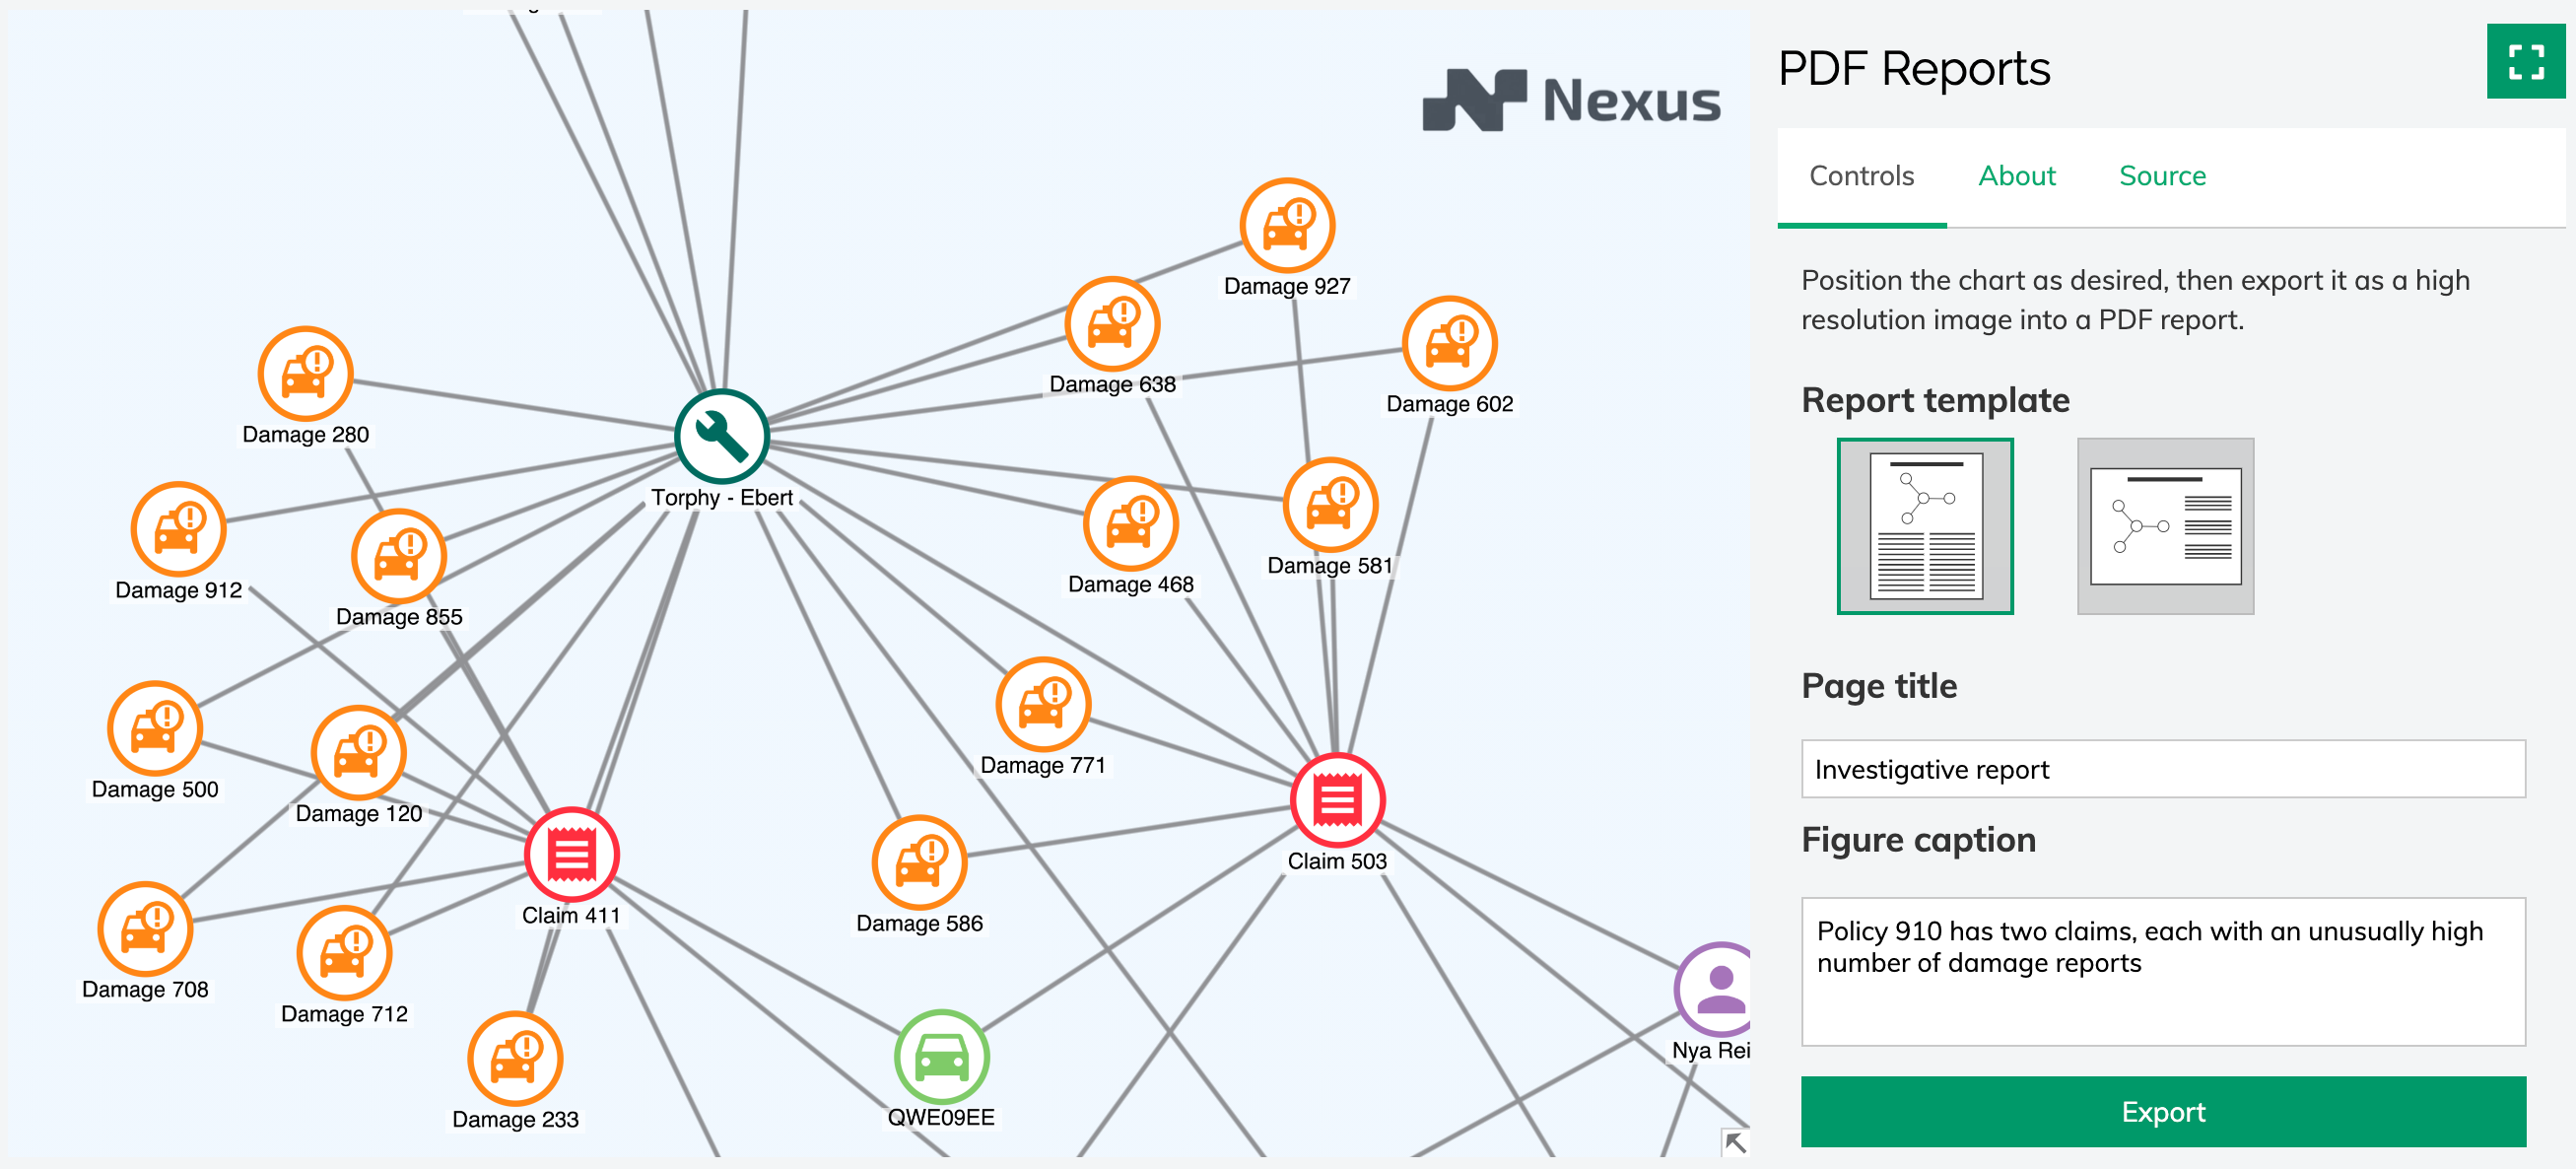 Nexus
Damage 927
Damage 638
Damage 602
Damage 280
Torphy - Ebert
Damage 912
Damage 468
Damage 581
Damage 855
Damage 771
Damage 500
Damage 120
Claim 503
Claim 411
Damage 586
Damage 708
Damage 712
Nya Rei
Damage 233
QWE09EE
PDF Reports
Controls
About
Source
Position the chart as desired, then export it as a high
resolution image into a PDF report.
Report template
Page title
Investigative report
Figure caption
Policy 910 has two claims, each with an unusually high
number of damage reports
Export